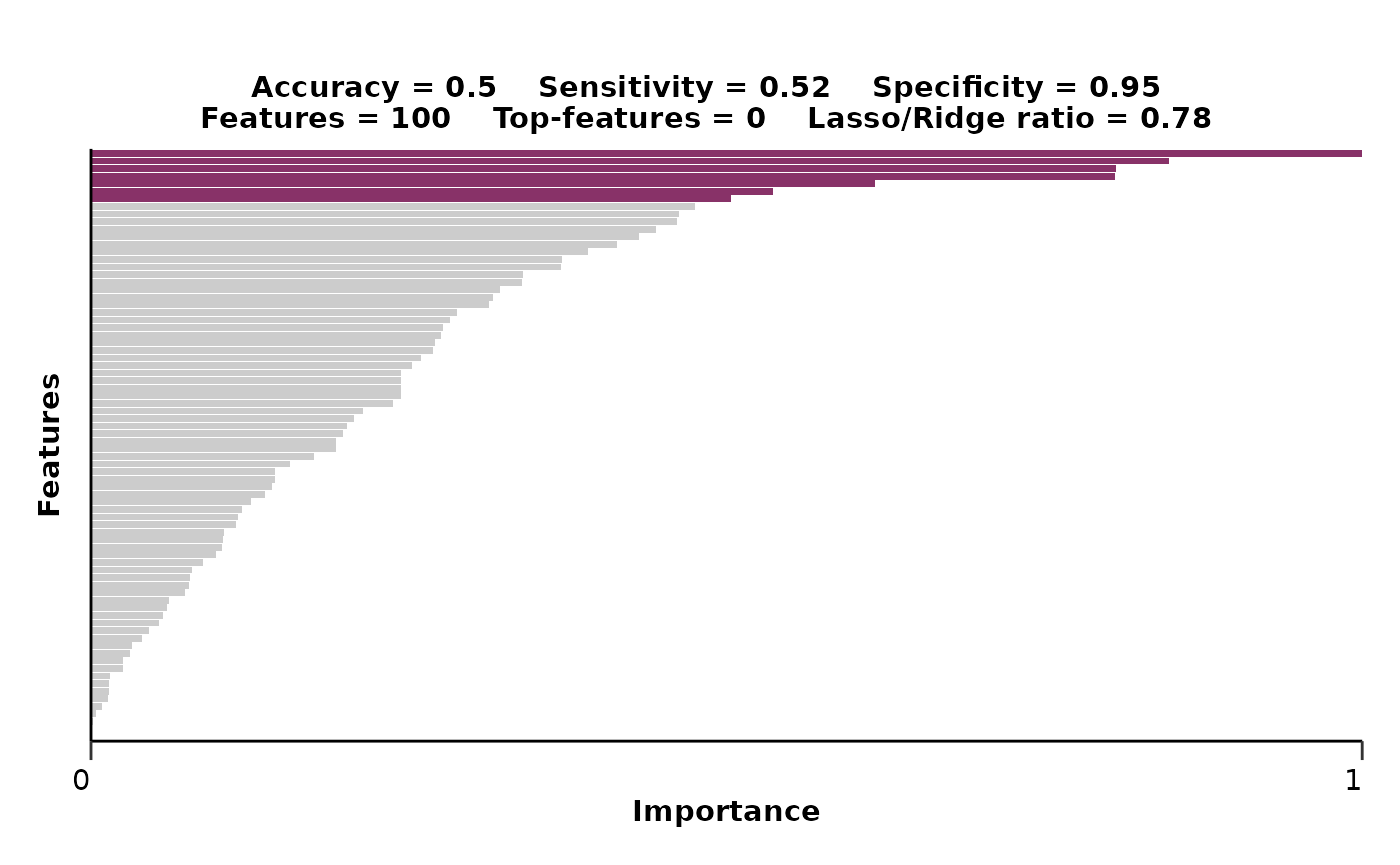 Accuracy = 0.5 Sensitivity = 0.52 Specificity = 0.95
Features = 100 Top-features = 0 Lasso/Ridge ratio = 0.78
Features
0
1
Importance